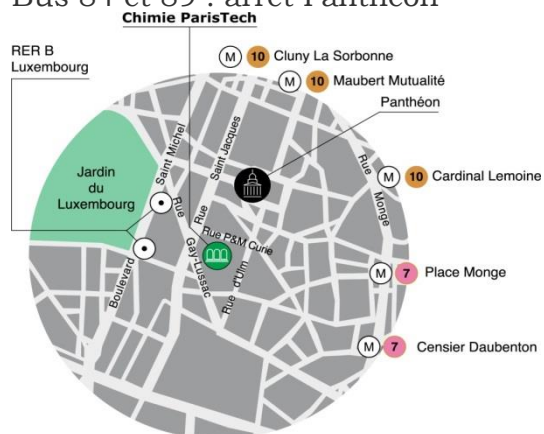 Bus 84 et 89 : arrêt Panthéon
Chimie ParisTech
RER B
Luxembourg
M 10 Cluny La Sorbonne
M 10 Maubert Mutualité
Panthéon
M 10 Cardinal Lemoine
Jardin
du
Luxembourg
Boulevard Saint Michel
Rue Gay-Lussac
Rue Saint Jacques
Rue P&M Curie
Rue d'Ulm
Rue Monge
M 7 Place Monge
M 7 Censier Daubenton